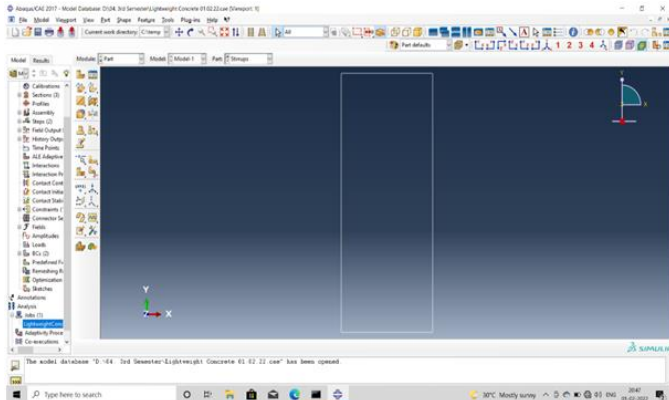 Abaqus/CAE 2017 - Model Database: D:\04. 3rd Semester\Lightweight Concrete 01 02 22.cae [Viewport: 1]
File Model Viewport View Part Shape Feature Tools Plug-ins Help
Current work directory: C:\temp
All
Part defaults
1 2 3 4
Model Results
Module: Part Model: Model-1 Part: Stirrups
Calibrations
Sections (3)
Profiles
Assembly
Steps (2)
Field Output
History Outp
Time Points
ALE Adaptive
Interactions
Interaction Pr
Contact Cont
Contact Initia
Contact Stabi
Constraints (
Connector Se
Fields
Amplitudes
Loads
BCs (2)
Predefined Fi
Remeshing R
Optimization
Sketches
Annotations
Analysis
Jobs (1)
LightweightConc
Adaptivity Proce
Co-executions
Y
X
Y
X
SIMULIA
The model database "D:\04. 3rd Semester\Lightweight Concrete 01 02 22.cae" has been opened.
Type here to search
30°C Mostly sunny
ENG
20:47
01-02-2022